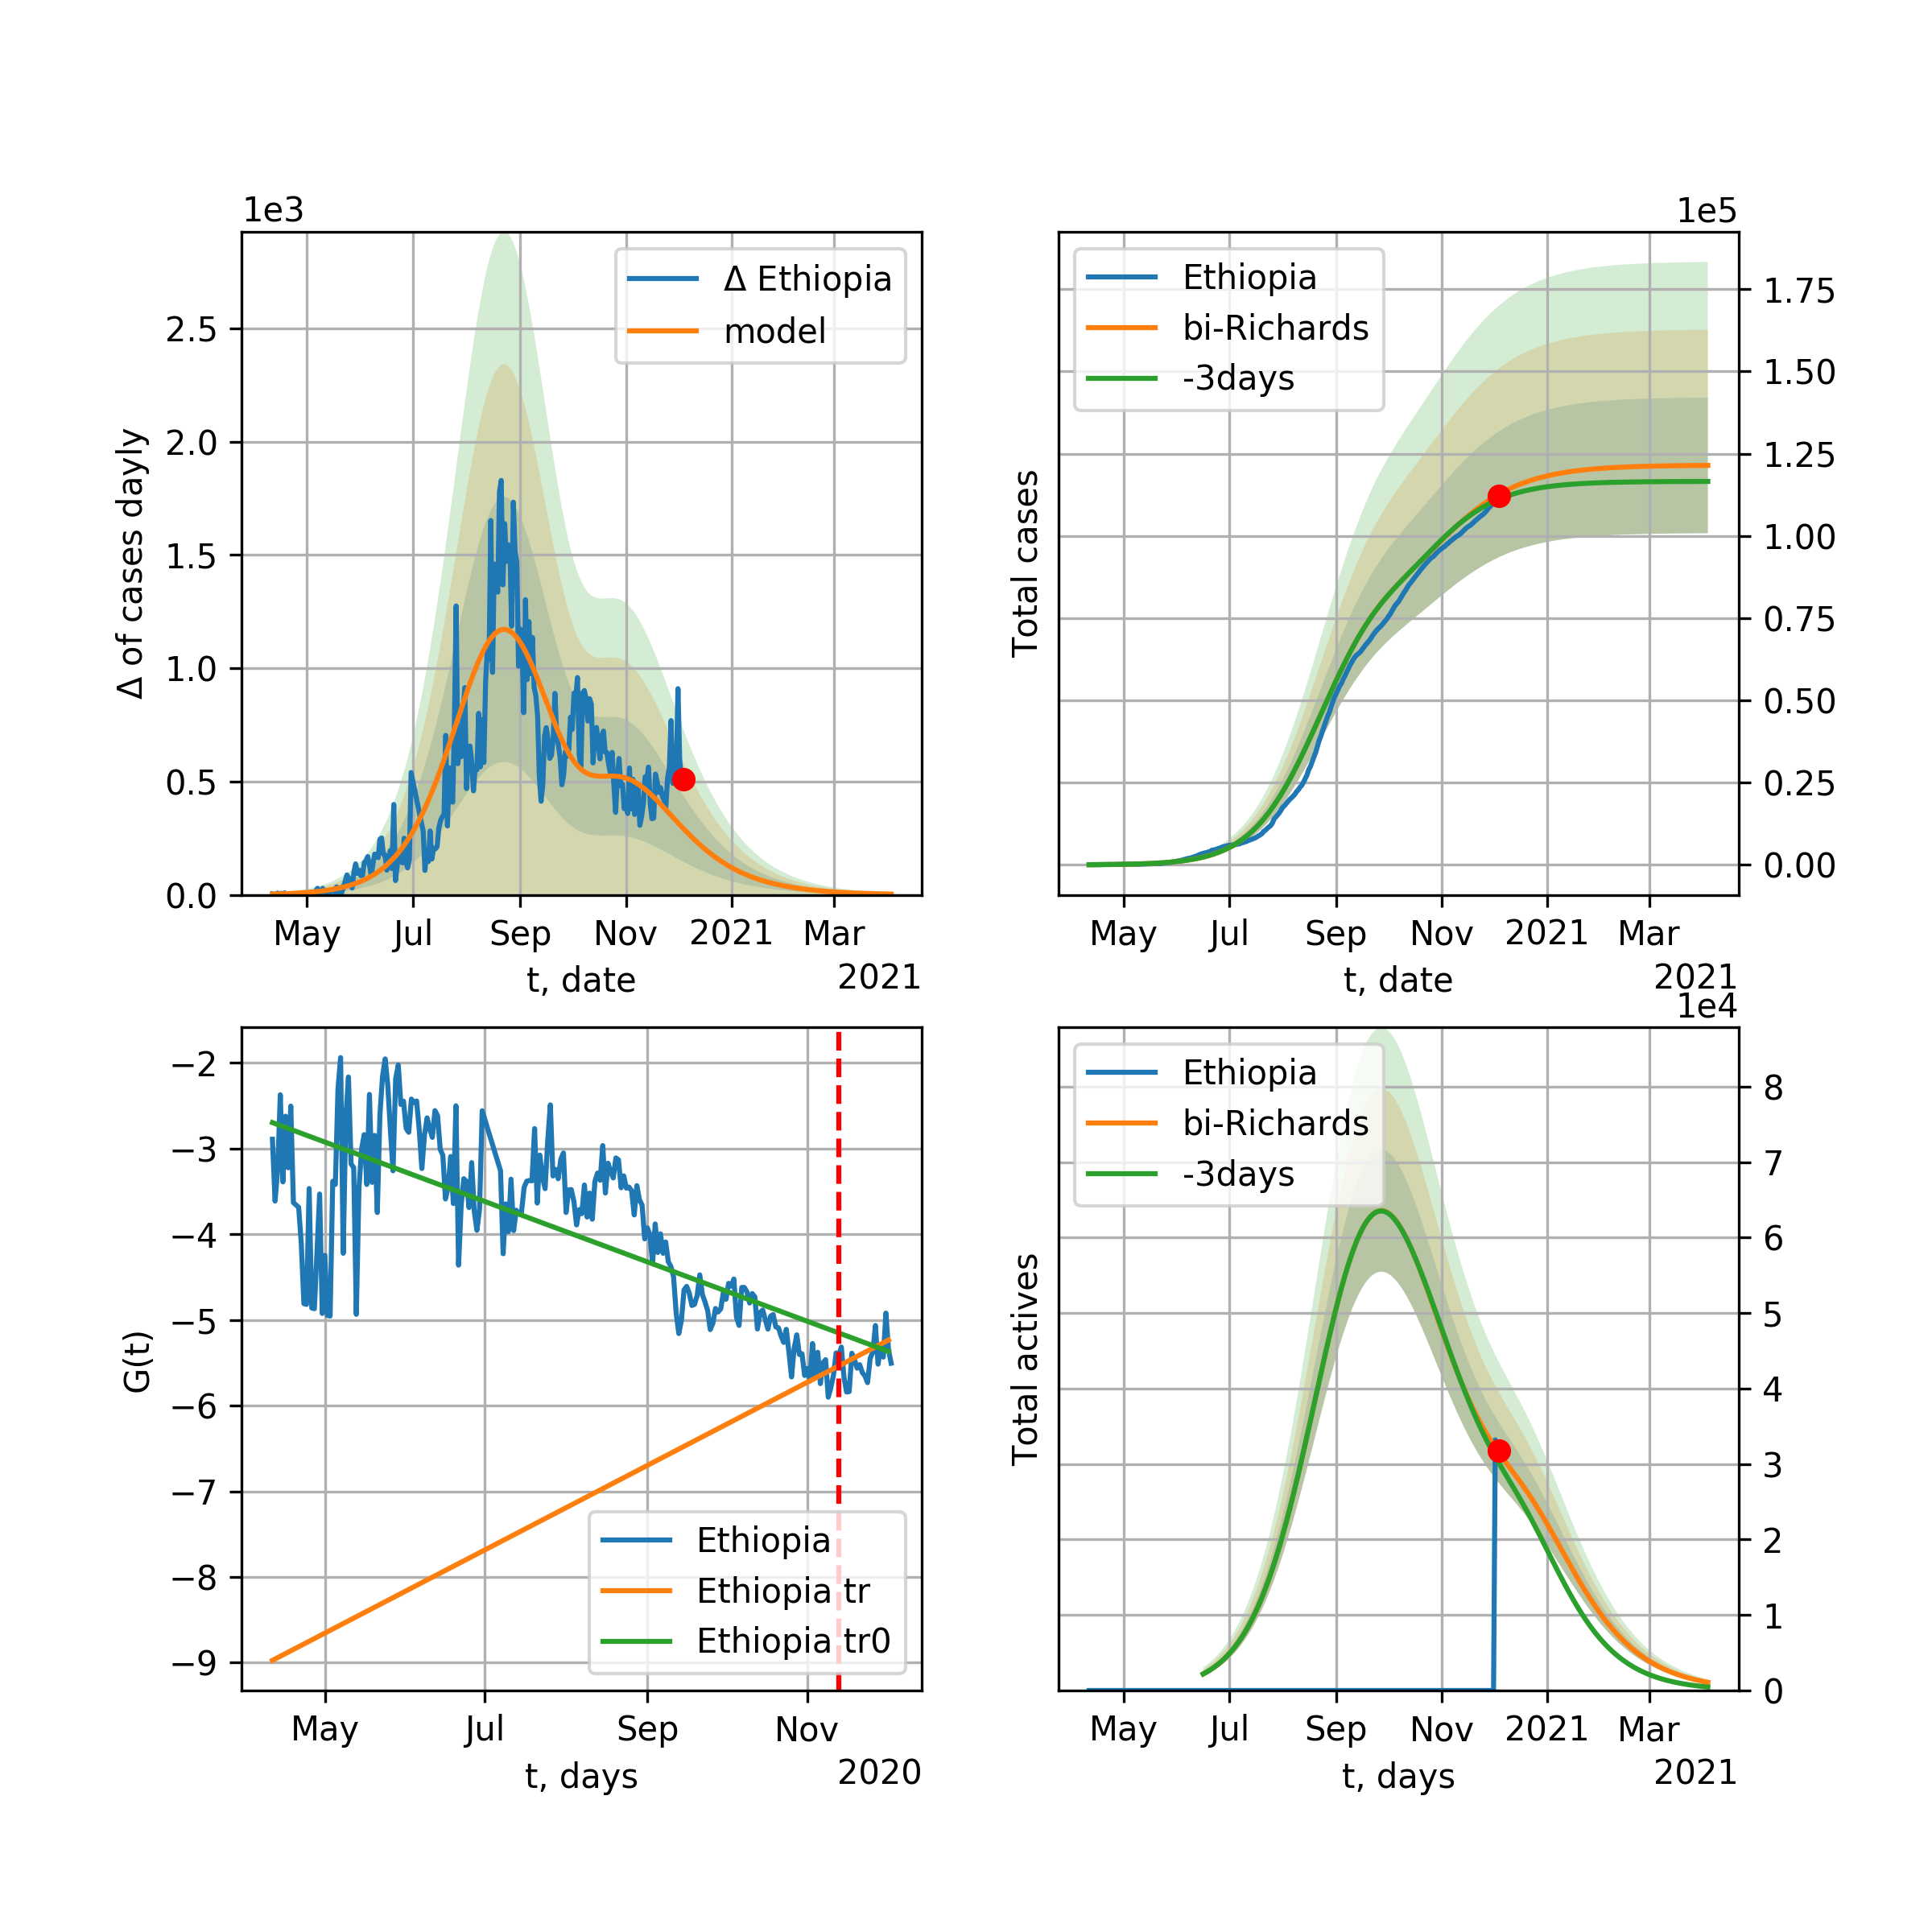 1e3
Δ of cases dayly
2.5
2.0
1.5
1.0
0.5
0.0
Δ Ethiopia
model
May Jul Sep Nov 2021 Mar
t, date
2021
1e5
Total cases
Ethiopia
bi-Richards
-3days
1.75
1.50
1.25
1.00
0.75
0.50
0.25
0.00
May Jul Sep Nov 2021 Mar
t, date
2021
G(t)
−2
−3
−4
−5
−6
−7
−8
−9
Ethiopia
Ethiopia tr
Ethiopia tr0
May Jul Sep Nov
t, days
2020
1e4
Total actives
Ethiopia
bi-Richards
-3days
8
7
6
5
4
3
2
1
0
May Jul Sep Nov 2021 Mar
t, days
2021